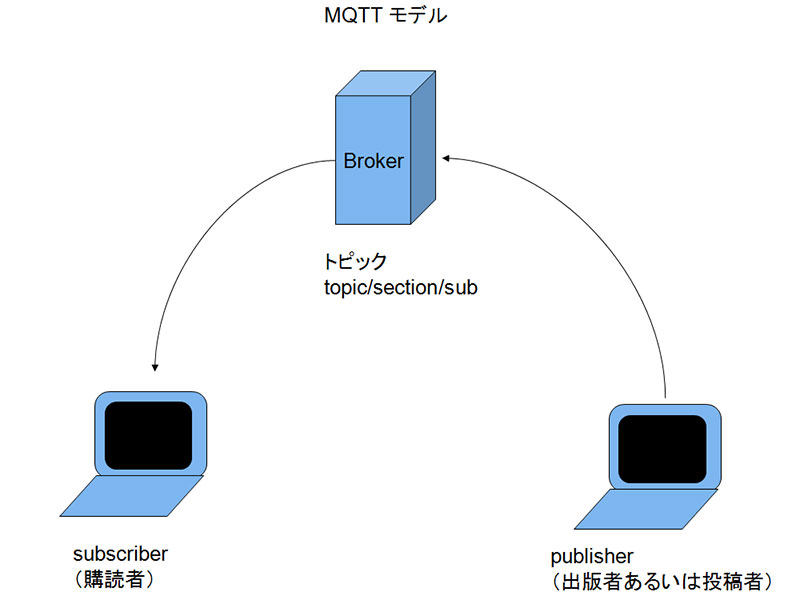 MQTT モデル
Broker
トピック
topic/section/sub
subscriber
（購読者）
publisher
（出版者あるいは投稿者）